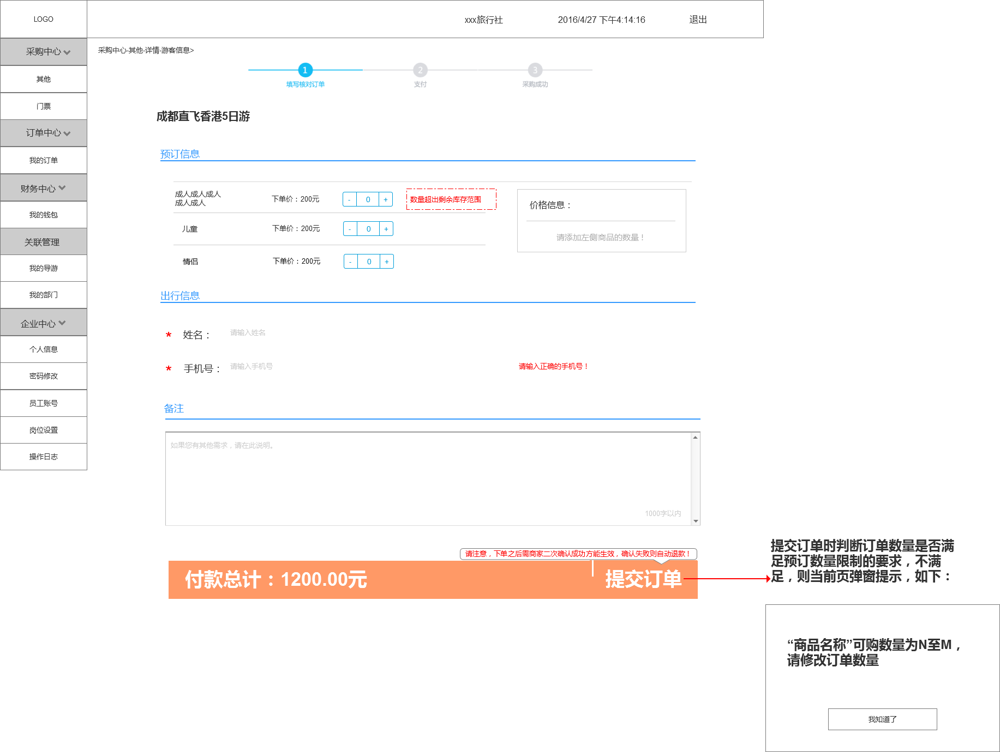 LOGO
xxx旅行社
2016/4/27 下午4:14:16
退出
采购中心
其他
门票
订单中心
我的订单
财务中心
我的钱包
关联管理
我的导游
我的部门
企业中心
个人信息
密码修改
员工账号
岗位设置
操作日志
采购中心-其他-详情-游客信息>
1
2
3
填写核对订单
支付
采购成功
成都直飞香港5日游
预订信息
成人成人成人
成人成人
下单价：200元
- 0 +
数量超出剩余库存范围
儿童
下单价：200元
- 0 +
情侣
下单价：200元
- 0 +
价格信息：
请添加左侧商品的数量！
出行信息
* 姓名：
请输入姓名
* 手机号：
请输入手机号
请输入正确的手机号！
备注
如果您有其他需求，请在此说明。
1000字以内
请注意，下单之后需商家二次确认成功方能生效，确认失败则自动退款！
付款总计：1200.00元
提交订单
提交订单时判断订单数量是否满
足预订数量限制的要求，不满
足，则当前页弹窗提示，如下：
“商品名称”可购数量为N至M，
请修改订单数量
我知道了